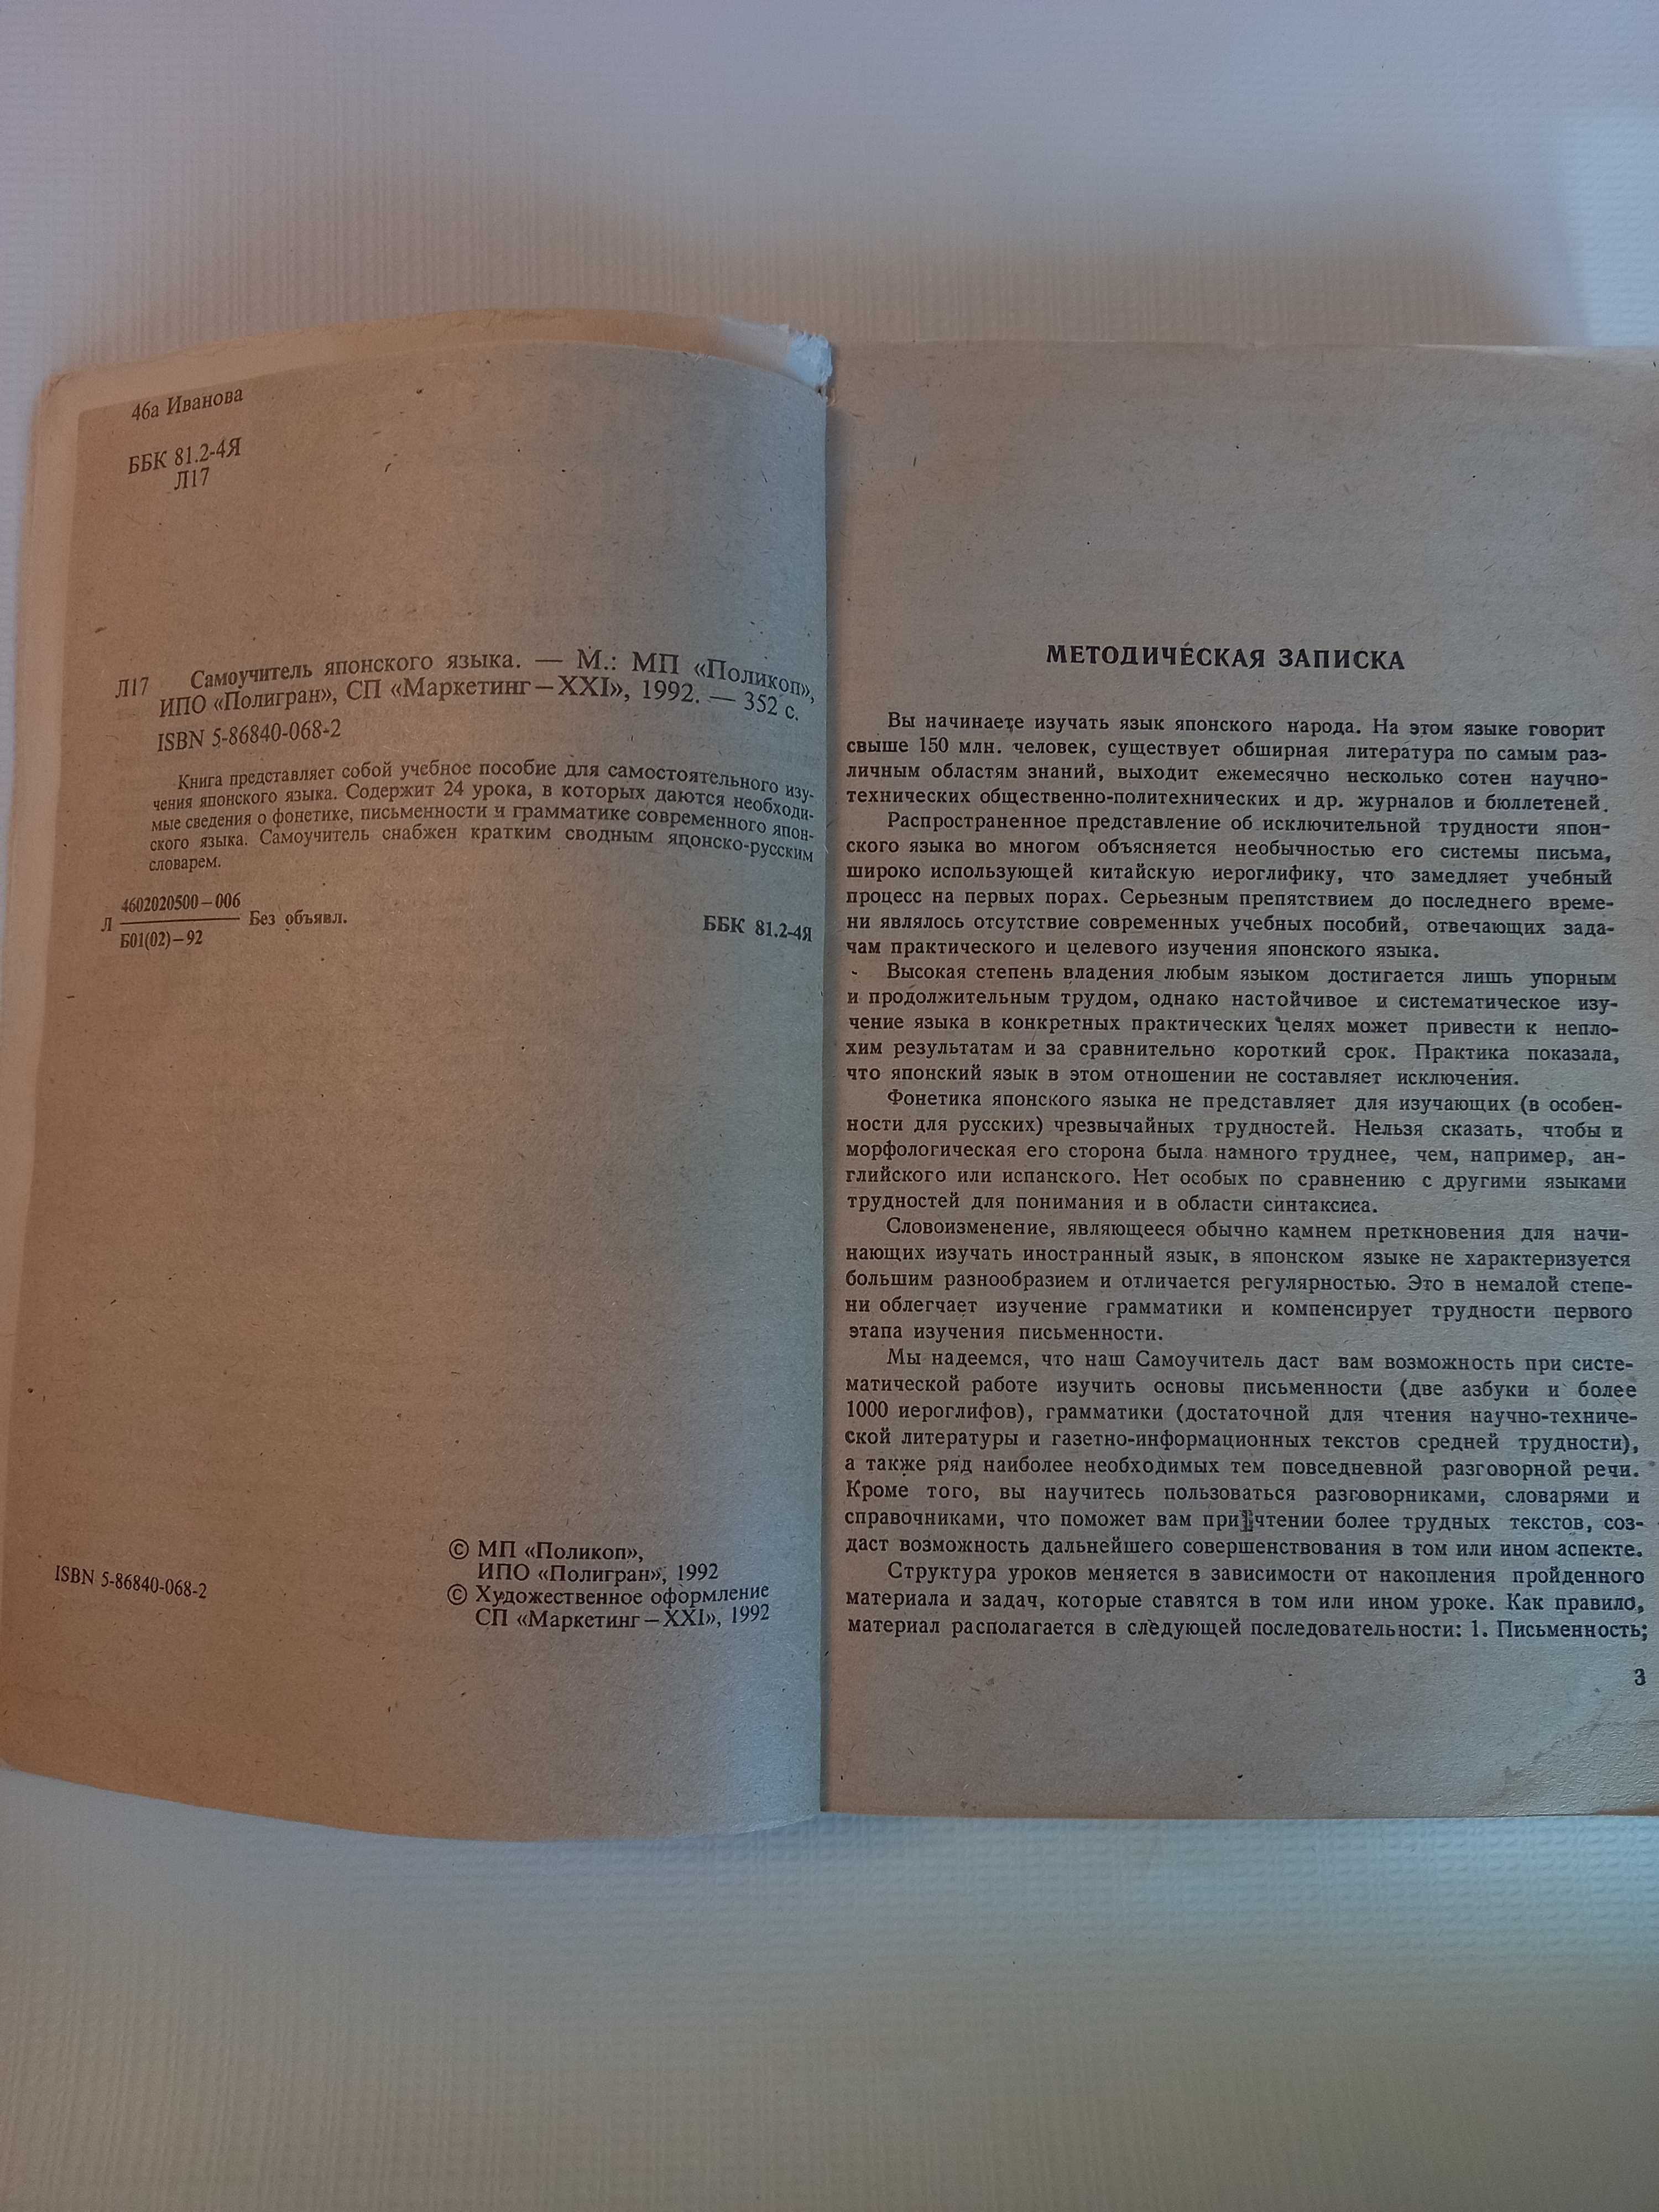 46а Иванова
ББК 81.2-4Я
Л17
Л17 Самоучитель японского языка. — М.: МП «Поликоп»,
ИПО «Полигран», СП «Маркетинг—XXI», 1992. — 352 с.
ISBN 5-86840-068-2
Книга представляет собой учебное пособие для самостоятельного изу-
чения японского языка. Содержит 24 урока, в которых даются необходи-
мые сведения о фонетике, письменности и грамматике современного япон-
ского языка. Самоучитель снабжен кратким сводным японско-русским
словарем.
4602020500—006
Л Без объявл.
Б01(02)—92
ББК 81.2-4Я
© МП «Поликоп»,
ИПО «Полигран», 1992
© Художественное оформление
СП «Маркетинг—XXI», 1992
ISBN 5-86840-068-2
МЕТОДИЧЕСКАЯ ЗАПИСКА
Вы начинаете изучать язык японского народа. На этом языке говорит
свыше 150 млн. человек, существует обширная литература по самым раз-
личным областям знаний, выходит ежемесячно несколько сотен научно-
технических общественно-политехнических и др. журналов и бюллетеней.
Распространенное представление об исключительной трудности япон-
ского языка во многом объясняется необычностью его системы письма,
широко использующей китайскую иероглифику, что замедляет учебный
процесс на первых порах. Серьезным препятствием до последнего време-
ни являлось отсутствие современных учебных пособий, отвечающих зада-
чам практического и целевого изучения японского языка.
Высокая степень владения любым языком достигается лишь упорным
и продолжительным трудом, однако настойчивое и систематическое изу-
чение языка в конкретных практических целях может привести к непло-
хим результатам и за сравнительно короткий срок. Практика показала,
что японский язык в этом отношении не составляет исключения.
Фонетика японского языка не представляет для изучающих (в особен-
ности для русских) чрезвычайных трудностей. Нельзя сказать, чтобы и
морфологическая его сторона была намного труднее, чем, например, ан-
глийского или испанского. Нет особых по сравнению с другими языками
трудностей для понимания и в области синтаксиса.
Словоизменение, являющееся обычно камнем преткновения для начи-
нающих изучать иностранный язык, в японском языке не характеризуется
большим разнообразием и отличается регулярностью. Это в немалой степе-
ни облегчает изучение грамматики и компенсирует трудности первого
этапа изучения письменности.
Мы надеемся, что наш Самоучитель даст вам возможность при систе-
матической работе изучить основы письменности (две азбуки и более
1000 иероглифов), грамматики (достаточной для чтения научно-техниче-
ской литературы и газетно-информационных текстов средней трудности),
а также ряд наиболее необходимых тем повседневной разговорной речи.
Кроме того, вы научитесь пользоваться разговорниками, словарями и
справочниками, что поможет вам при чтении более трудных текстов, соз-
даст возможность дальнейшего совершенствования в том или ином аспекте.
Структура уроков меняется в зависимости от накопления пройденного
материала и задач, которые ставятся в том или ином уроке. Как правило,
материал располагается в следующей последовательности: 1. Письменность;
3